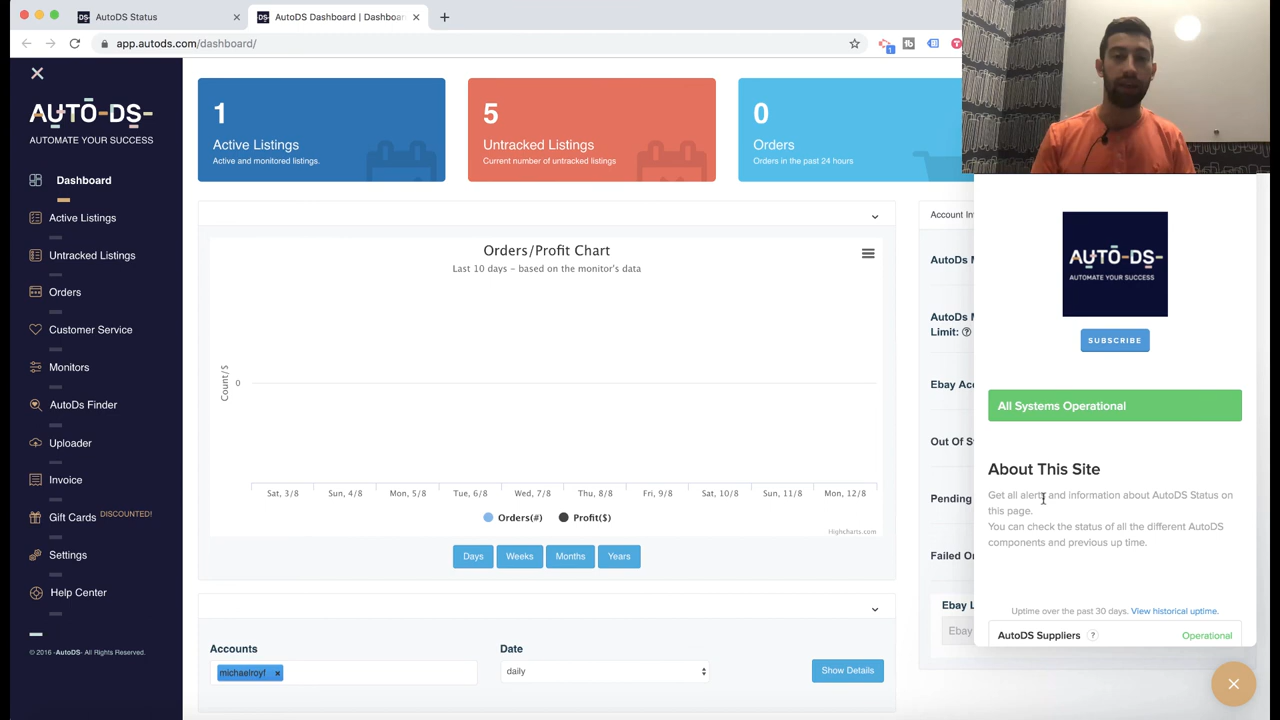 AutoDS Status
AutoDS Dashboard | Dashboa
app.autods.com/dashboard/
AUTO-DS-
AUTOMATE YOUR SUCCESS
Dashboard
Active Listings
Untracked Listings
Orders
Customer Service
Monitors
AutoDs Finder
Uploader
Invoice
Gift Cards DISCOUNTED!
Settings
Help Center
© 2016 -AutoDS- All Rights Reserved.
1
Active Listings
Active and monitored listings.
5
Untracked Listings
Current number of untracked listings
0
Orders
Orders in the past 24 hours
Orders/Profit Chart
Last 10 days – based on the monitor's data
Count/$
0
Sat, 3/8 Sun, 4/8 Mon, 5/8 Tue, 6/8 Wed, 7/8 Thu, 8/8 Fri, 9/8 Sat, 10/8 Sun, 11/8 Mon, 12/8
Orders(#) Profit($)
Highcharts.com
Days Weeks Months Years
Accounts
michaelroyf ×
Date
daily
Show Details
Account In
AutoDs M
AutoDs M
Limit:
Ebay Acc
Out Of S
Pending
Failed Or
Ebay L
Ebay
AUTO-DS-
AUTOMATE YOUR SUCCESS
SUBSCRIBE
All Systems Operational
About This Site
Get all alerts and information about AutoDS Status on
this page.
You can check the status of all the different AutoDS
components and previous up time.
Uptime over the past 30 days. View historical uptime.
AutoDS Suppliers ? Operational